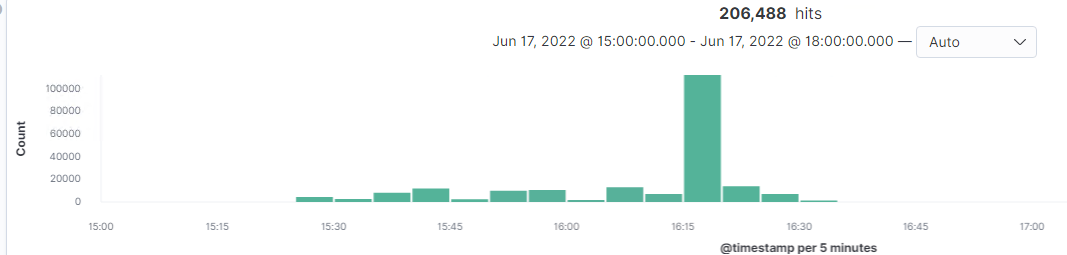 206,488 hits
Jun 17, 2022 @ 15:00:00.000 - Jun 17, 2022 @ 18:00:00.000 — Auto
Count
100000
80000
60000
40000
20000
0
15:00 15:15 15:30 15:45 16:00 16:15 16:30 16:45 17:00
@timestamp per 5 minutes